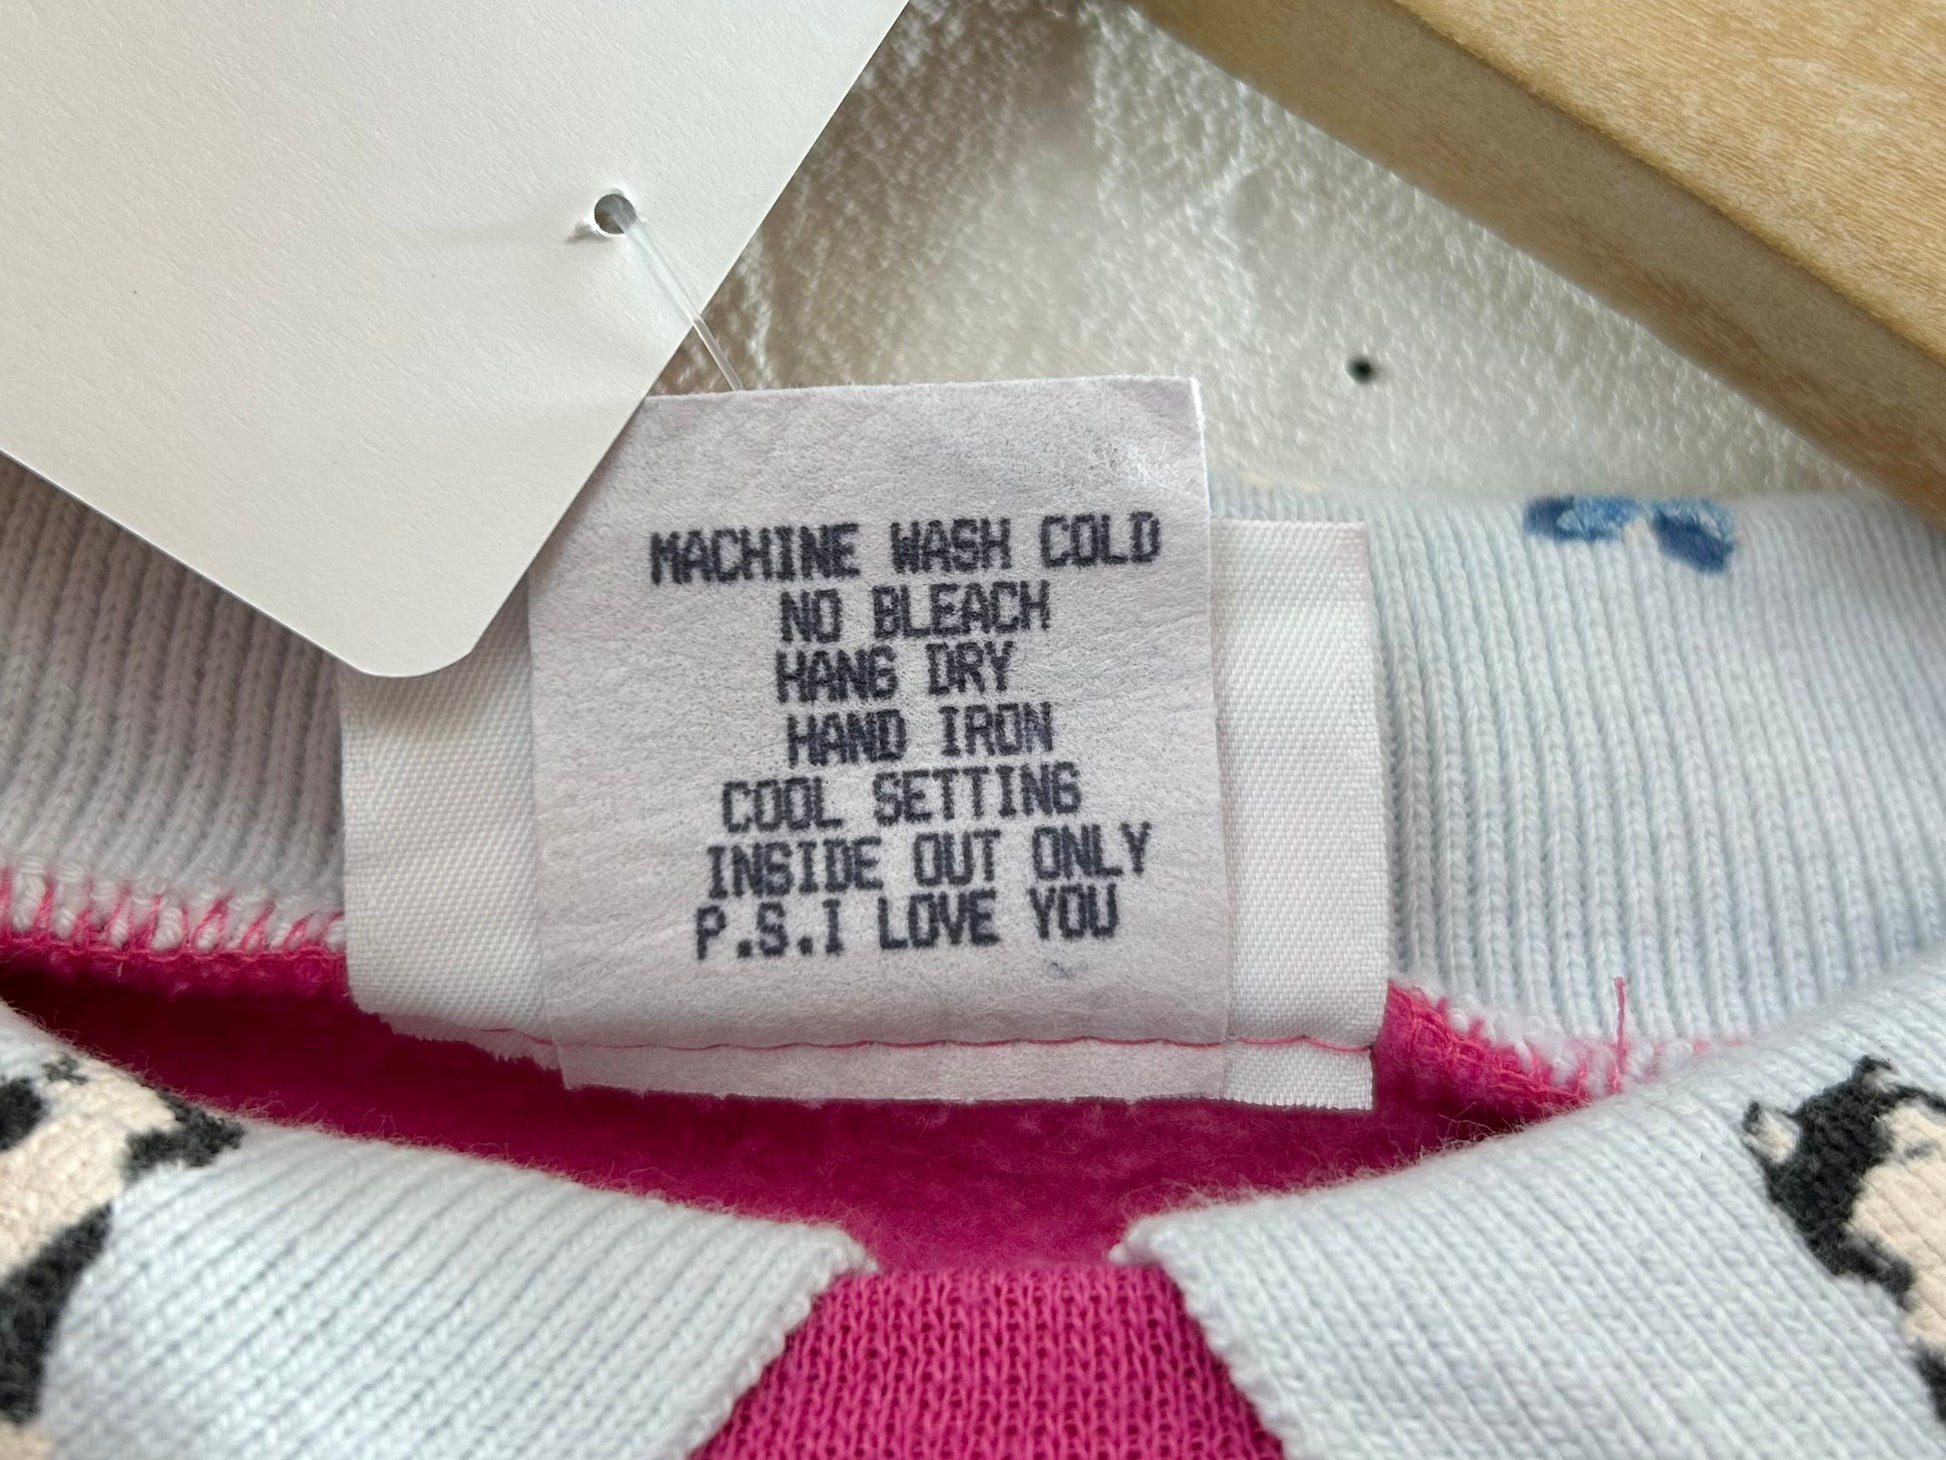 MACHINE WASH COLD
NO BLEACH
HANG DRY
HAND IRON
COOL SETTING
INSIDE OUT ONLY
P.S.I LOVE YOU